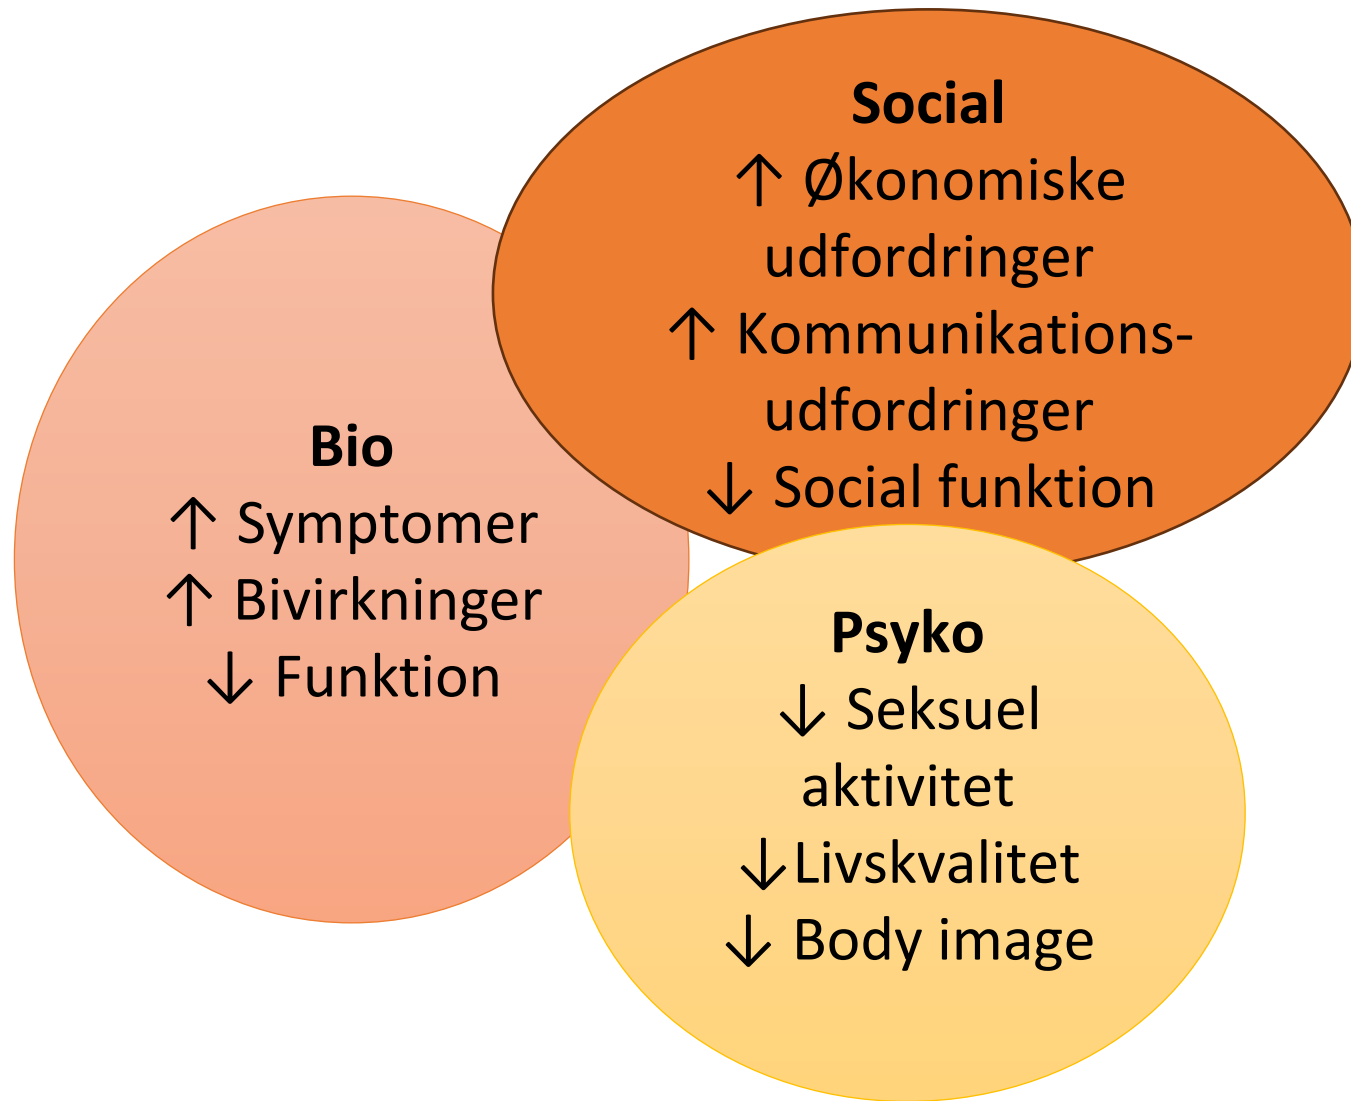 Social
↑ Økonomiske
udfordringer
↑ Kommunikations-
udfordringer
↓ Social funktion
Bio
↑ Symptomer
↑ Bivirkninger
↓ Funktion
Psyko
↓ Seksuel
aktivitet
↓Livskvalitet
↓ Body image